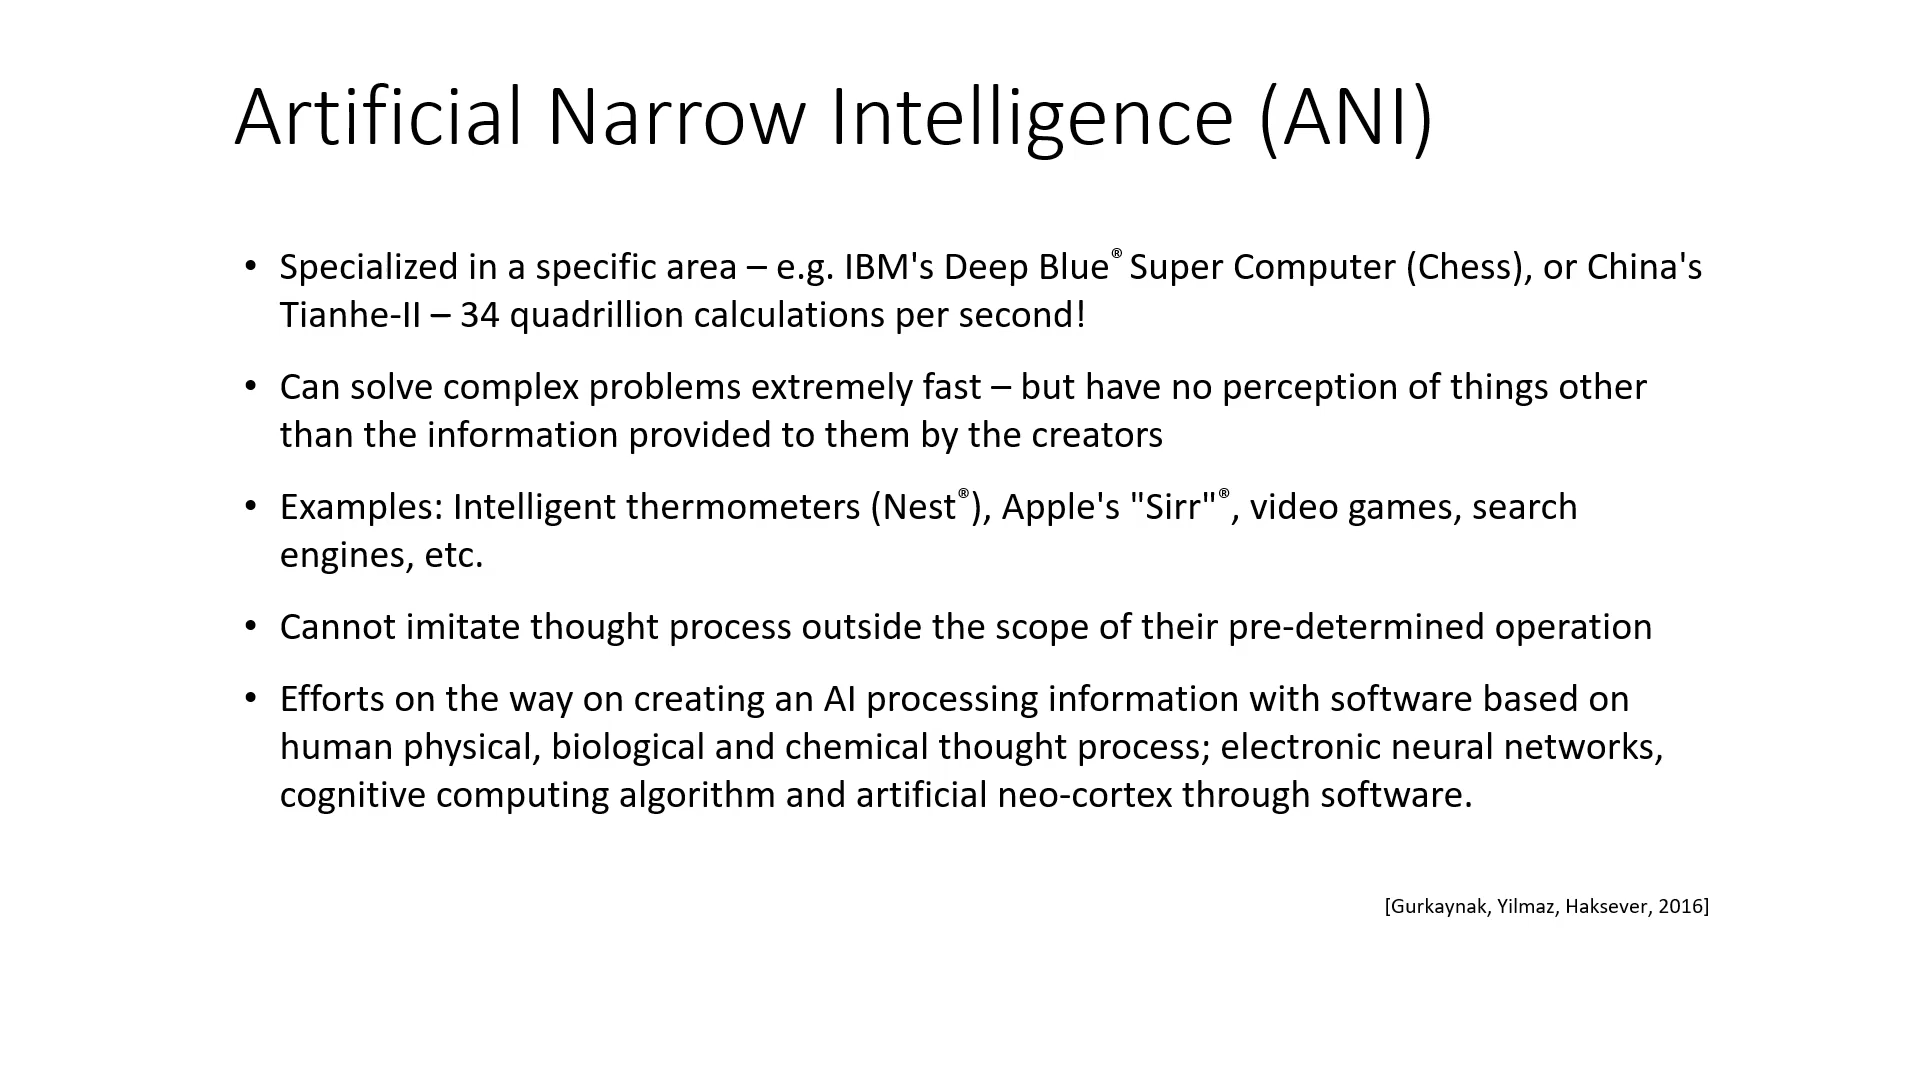 Artificial Narrow Intelligence (ANI)
• Specialized in a specific area – e.g. IBM's Deep Blue® Super Computer (Chess), or China's
Tianhe-II – 34 quadrillion calculations per second!
• Can solve complex problems extremely fast – but have no perception of things other
than the information provided to them by the creators
• Examples: Intelligent thermometers (Nest®), Apple's "Sirr"®, video games, search
engines, etc.
• Cannot imitate thought process outside the scope of their pre-determined operation
• Efforts on the way on creating an AI processing information with software based on
human physical, biological and chemical thought process; electronic neural networks,
cognitive computing algorithm and artificial neo-cortex through software.
[Gurkaynak, Yilmaz, Haksever, 2016]